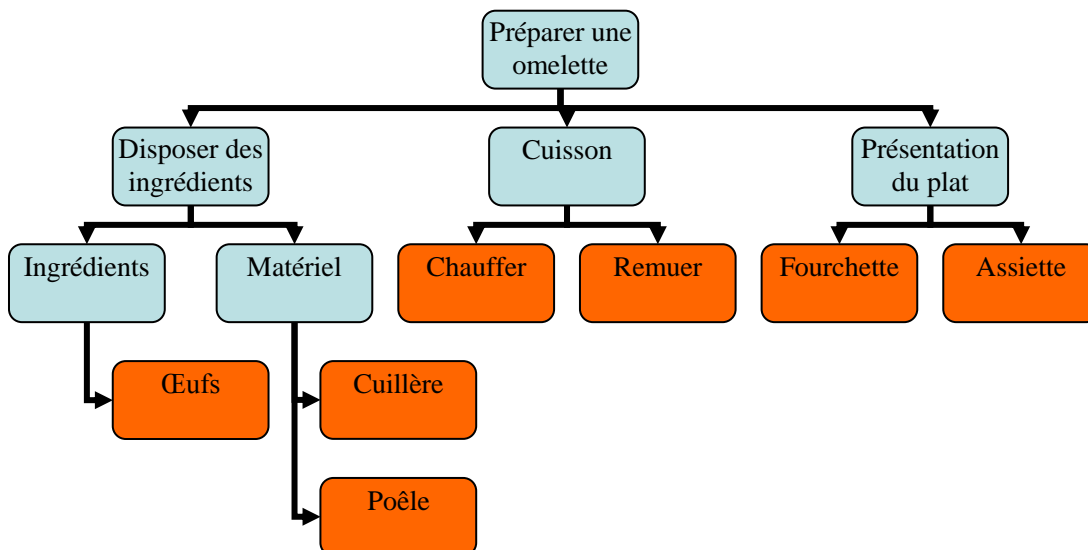 Préparer une
omelette
Disposer des
ingrédients
Cuisson
Présentation
du plat
Ingrédients
Matériel
Chauffer
Remuer
Fourchette
Assiette
Œufs
Cuillère
Poêle